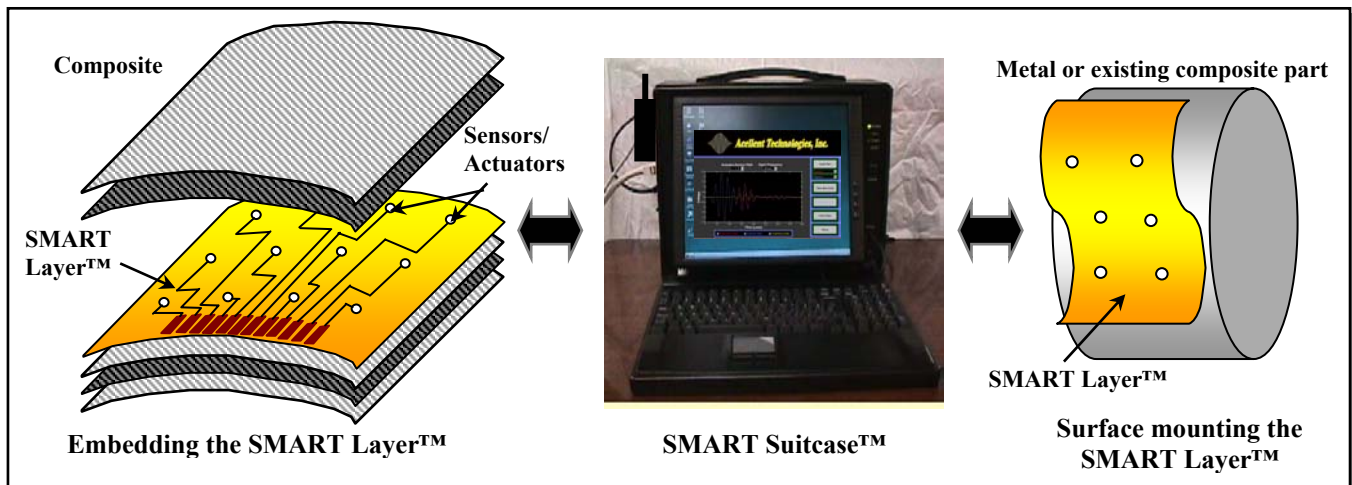 Composite
Sensors/
Actuators
SMART
Layer™
Embedding the SMART Layer™
Acellent Technologies, Inc.
SMART Suitcase™
Metal or existing composite part
SMART Layer™
Surface mounting the
SMART Layer™